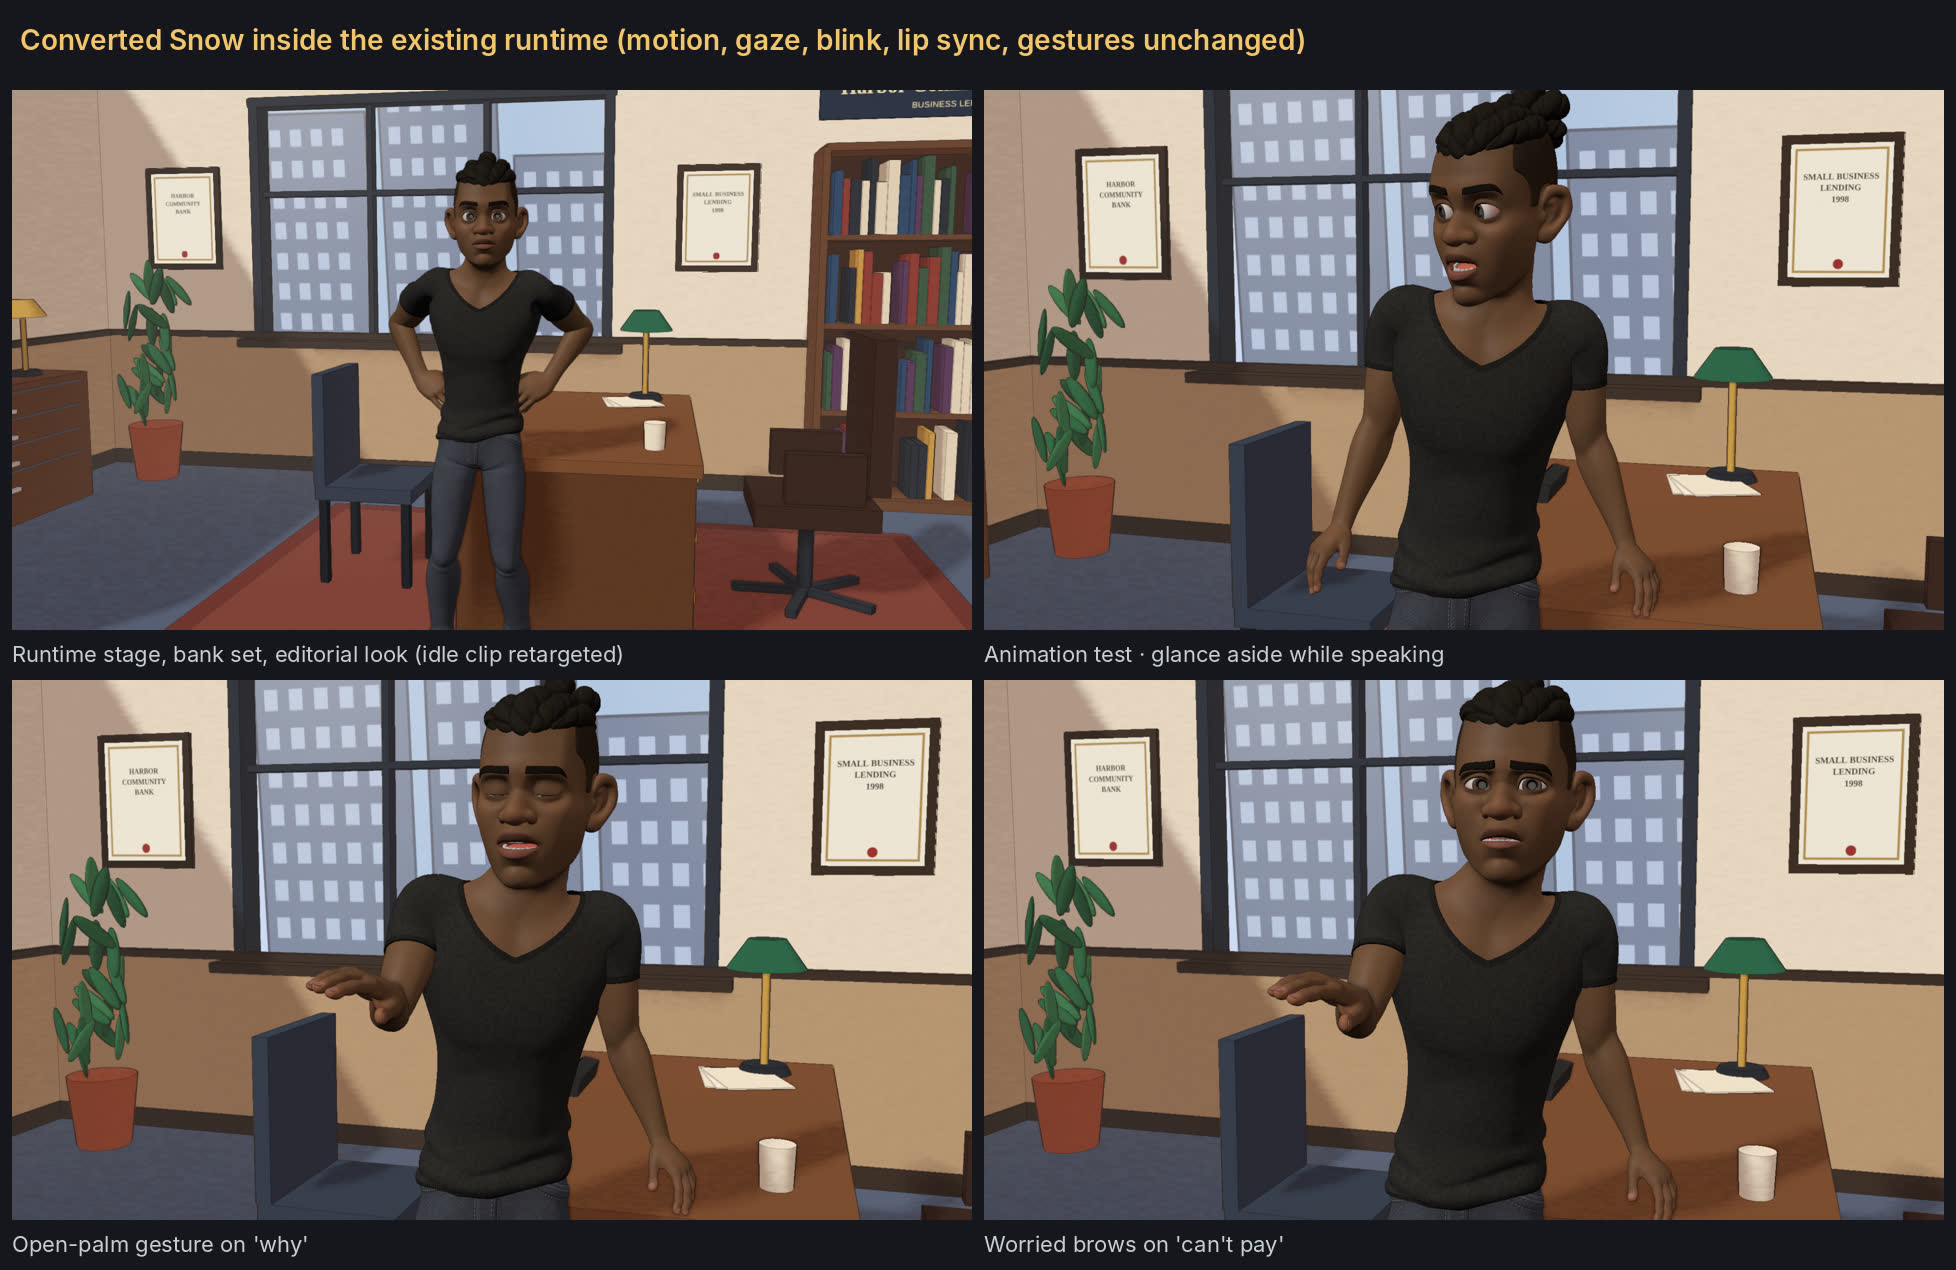 Converted Snow inside the existing runtime (motion, gaze, blink, lip sync, gestures unchanged)
BUSINESS
HARBOR
COMMUNITY
BANK
SMALL BUSINESS
LENDING
1998
Runtime stage, bank set, editorial look (idle clip retargeted)
HARBOR
COMMUNITY
BANK
SMALL BUSINESS
LENDING
1998
Animation test · glance aside while speaking
HARBOR
COMMUNITY
BANK
SMALL BUSINESS
LENDING
1998
Open-palm gesture on 'why'
HARBOR
COMMUNITY
BANK
SMALL BUSINESS
LENDING
1998
Worried brows on 'can't pay'